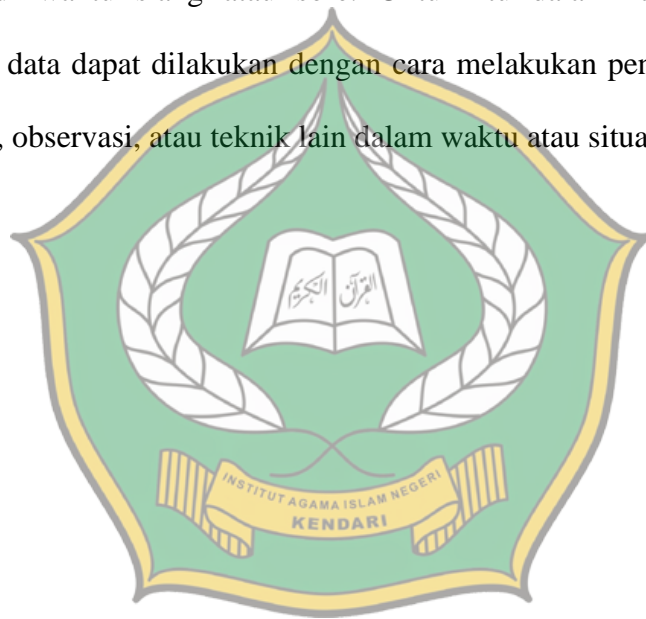 data dapat dilakukan dengan cara melakukan
, observasi, atau teknik lain dalam waktu atau situa
القرآن الكريم
INSTITUT AGAMA ISLAM NEGERI
KENDARI